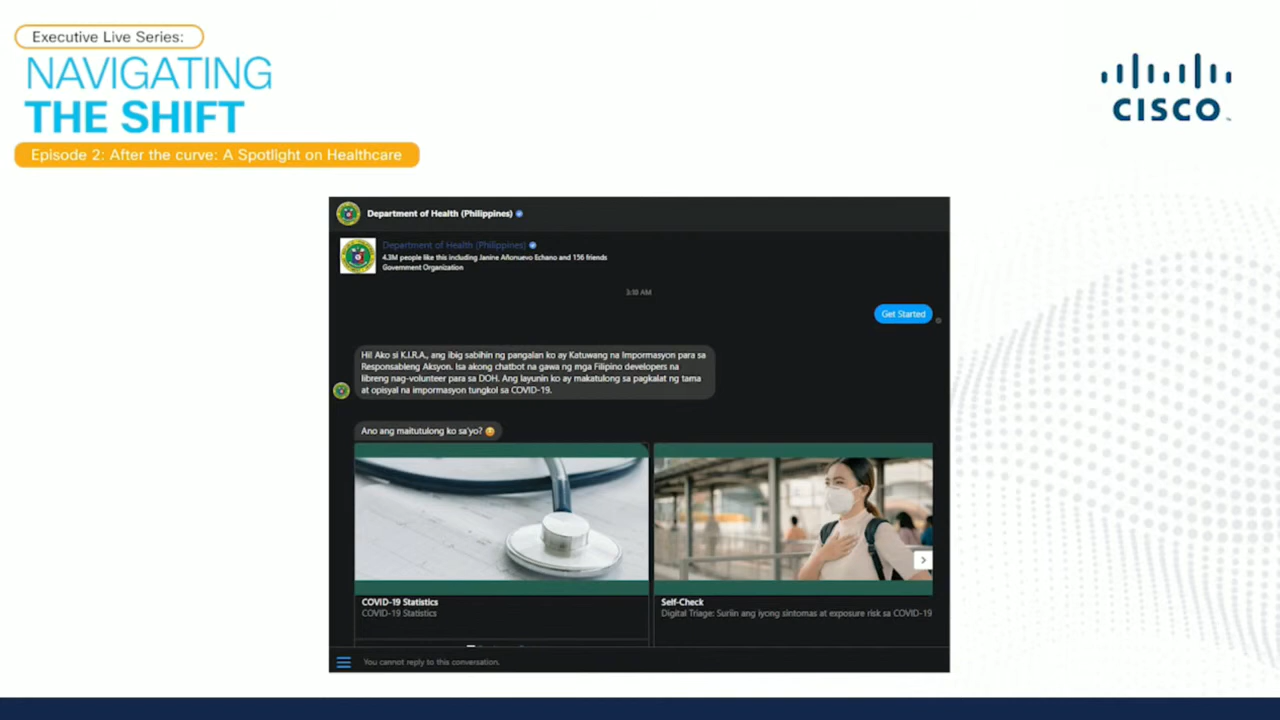 Executive Live Series:
NAVIGATING
THE SHIFT
Episode 2: After the curve: A Spotlight on Healthcare
CISCO
Department of Health (Philippines)
Department of Health (Philippines)
4.3M people like this including Janine Añonuevo Echano and 156 friends
Government Organization
3:18 AM
Get Started
Hi! Ako si K.I.R.A., ang ibig sabihin ng pangalan ko ay Katuwang na Impormasyon para sa
Responsableng Aksyon. Isa akong chatbot na gawa ng mga Filipino developers na
libreng nag-volunteer para sa DOH. Ang layunin ko ay makatulong sa pagkalat ng tama
at opisyal na impormasyon tungkol sa COVID-19.
Ano ang maitutulong ko sa'yo?
COVID-19 Statistics
COVID-19 Statistics
Self-Check
Digital Triage: Suriin ang iyong sintomas at exposure risk sa COVID-19
You cannot reply to this conversation.